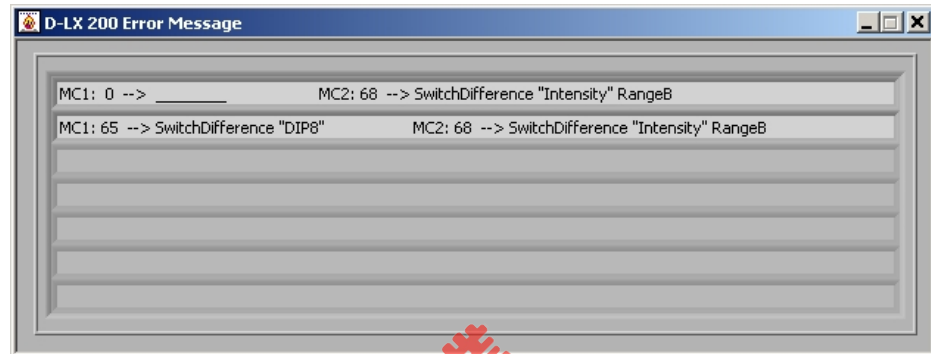 D-LX 200 Error Message
MC1: 0 --> ________ MC2: 68 --> SwitchDifference "Intensity" RangeB
MC1: 65 --> SwitchDifference "DIP8" MC2: 68 --> SwitchDifference "Intensity" RangeB